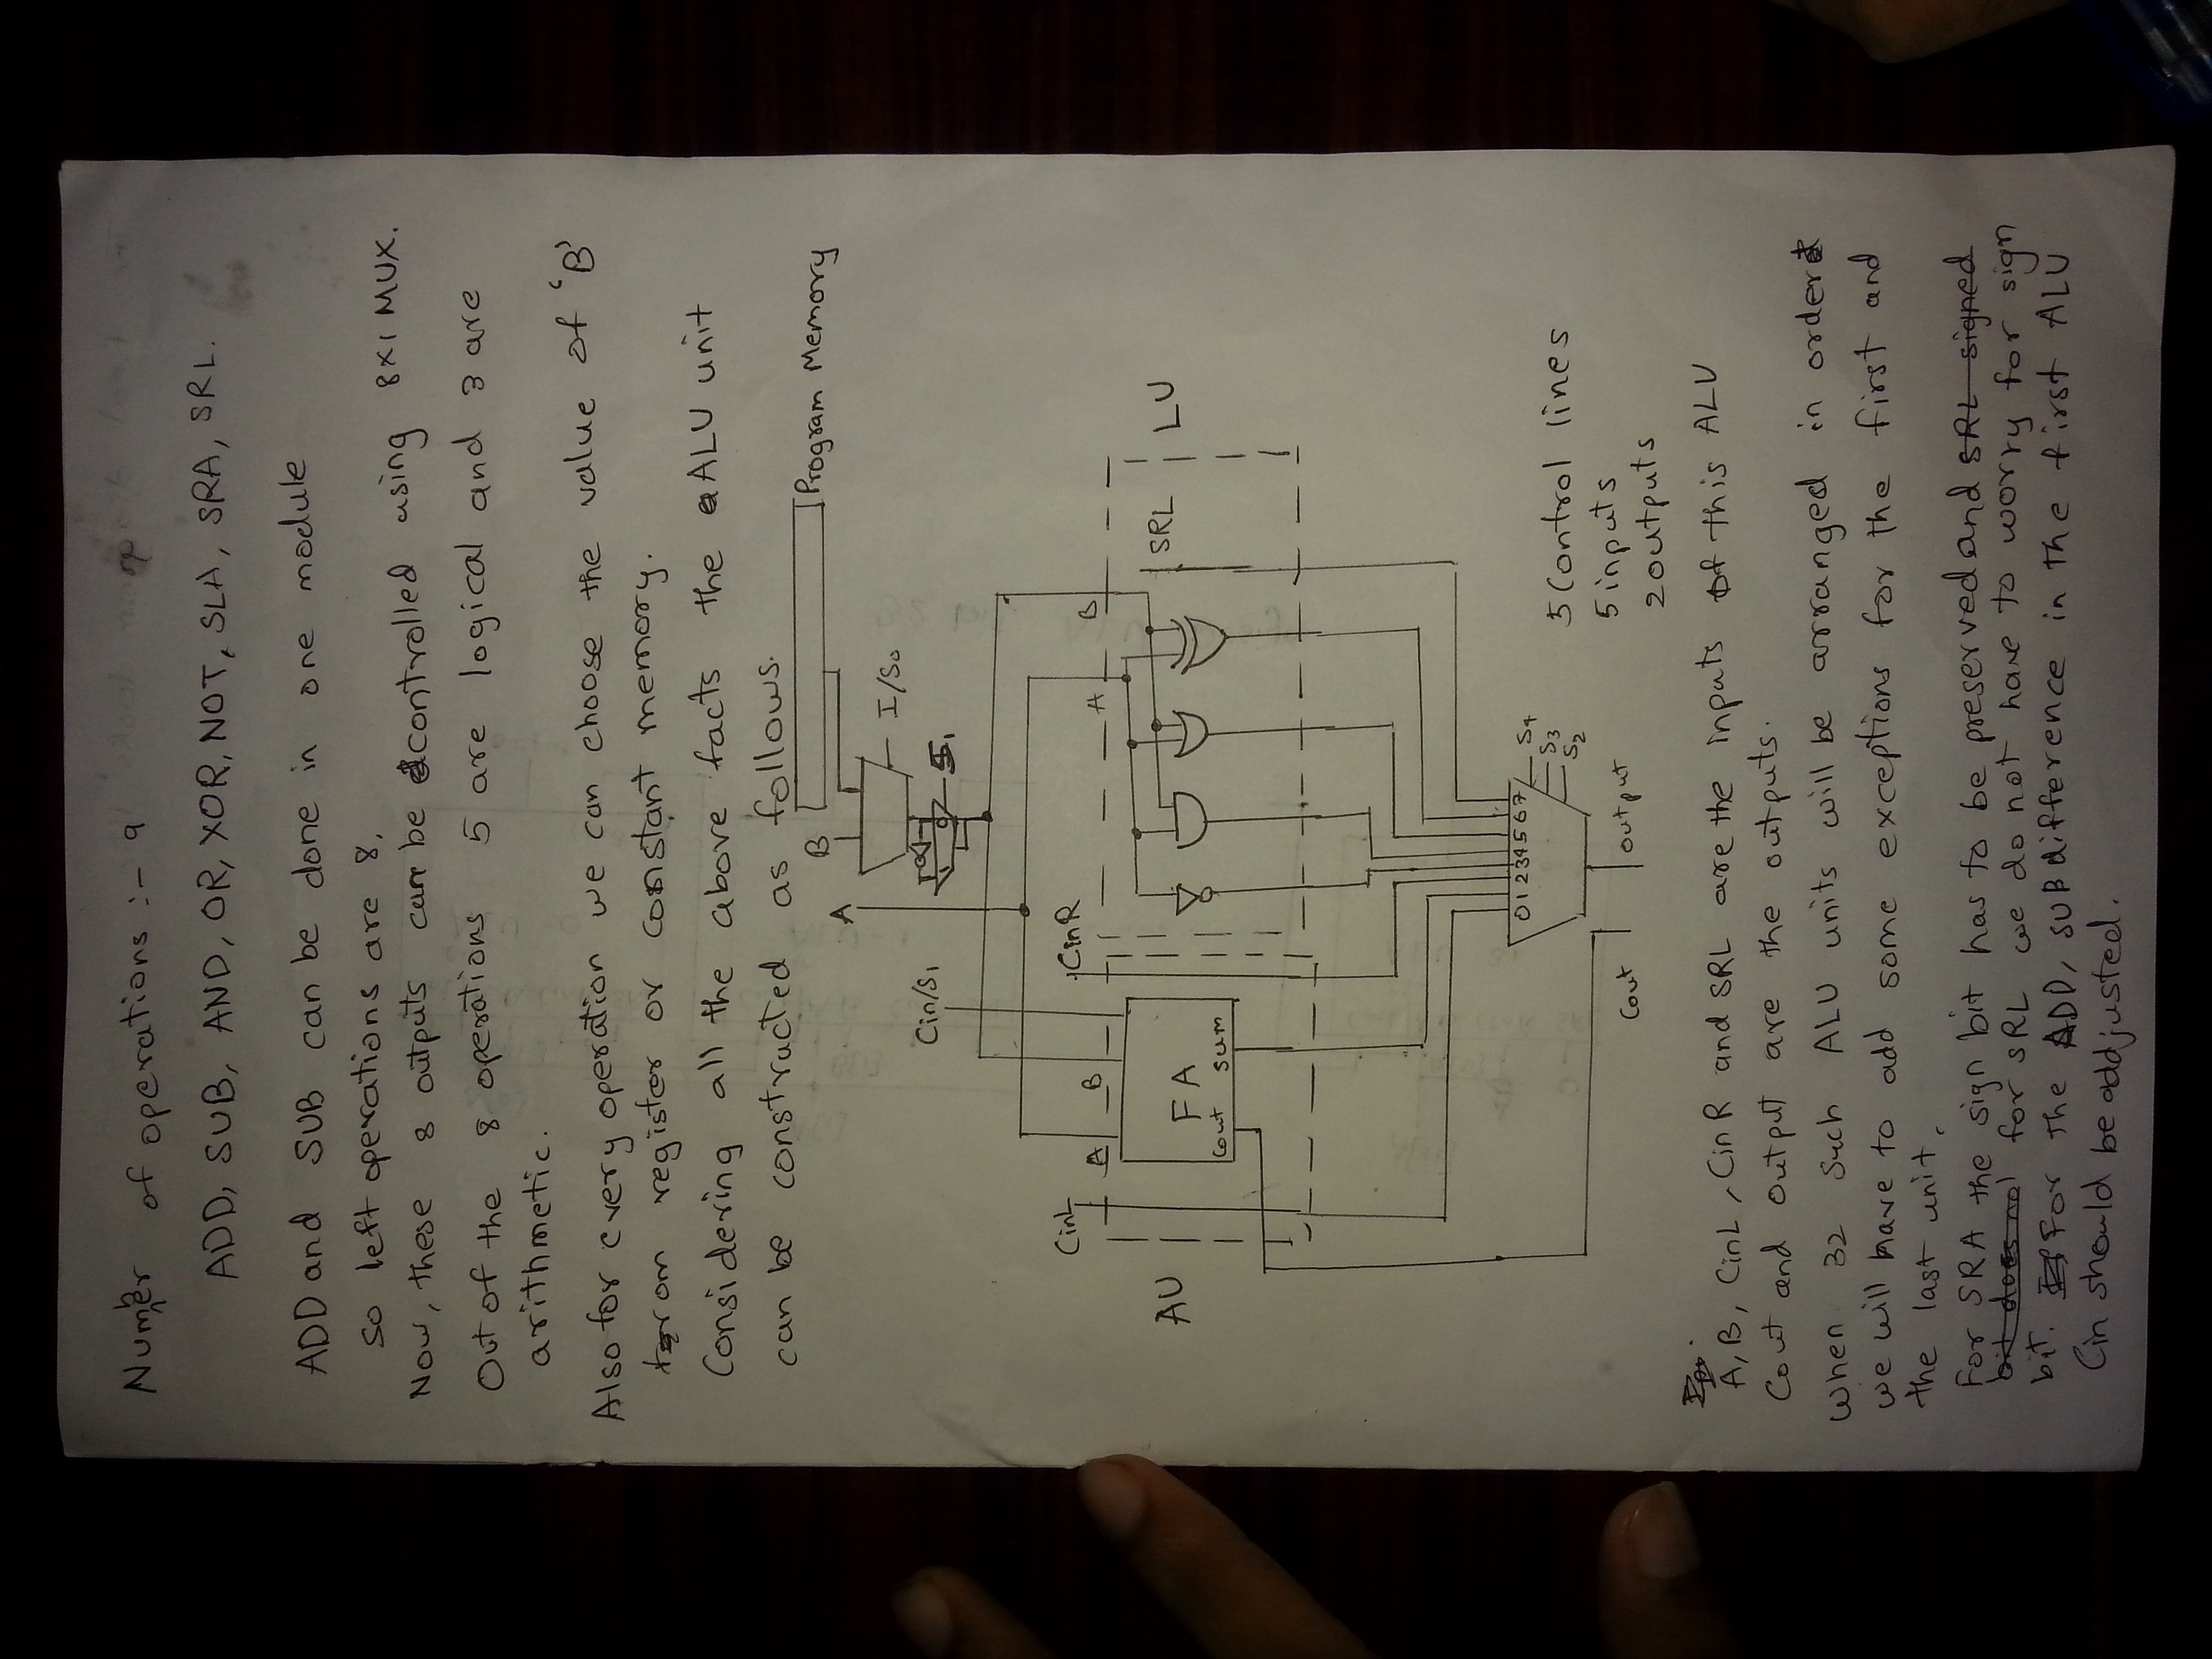 Number of operations :- 9
ADD, SUB, AND, OR, XOR, NOT, SLA, SRA, SRL.
ADD and SUB can be done in one module
so left operations are 8,
Now, these 8 outputs can be controlled using 8x1 MUX.
Out of the 8 operations 5 are logical and 3 are
arithmetic.
Also for every operation we can choose the value of 'B'
from register or constant memory.
Considering all the above facts the ALU unit
can be constructed as follows.
B Program Memory
A
I/S0
Cin/S1 S1
CinL CinR
A B A B
AU FA SRL LU
Cout sum
0 1 2 3 4 5 6 7 S4
S3
S2
Cout output
5 Control lines
5 inputs
2 outputs
A, B, CinL, CinR and SRL are the inputs of this ALU
Cout and output are the outputs.
When 32 such ALU units will be arranged in order
we will have to add some exceptions for the first and
the last unit,
For SRA the sign bit has to be preserved and SRL signed
bit does not for SRL we do not have to worry for sign
bit. For the ADD, SUB difference in the first ALU
Cin should be addjusted.